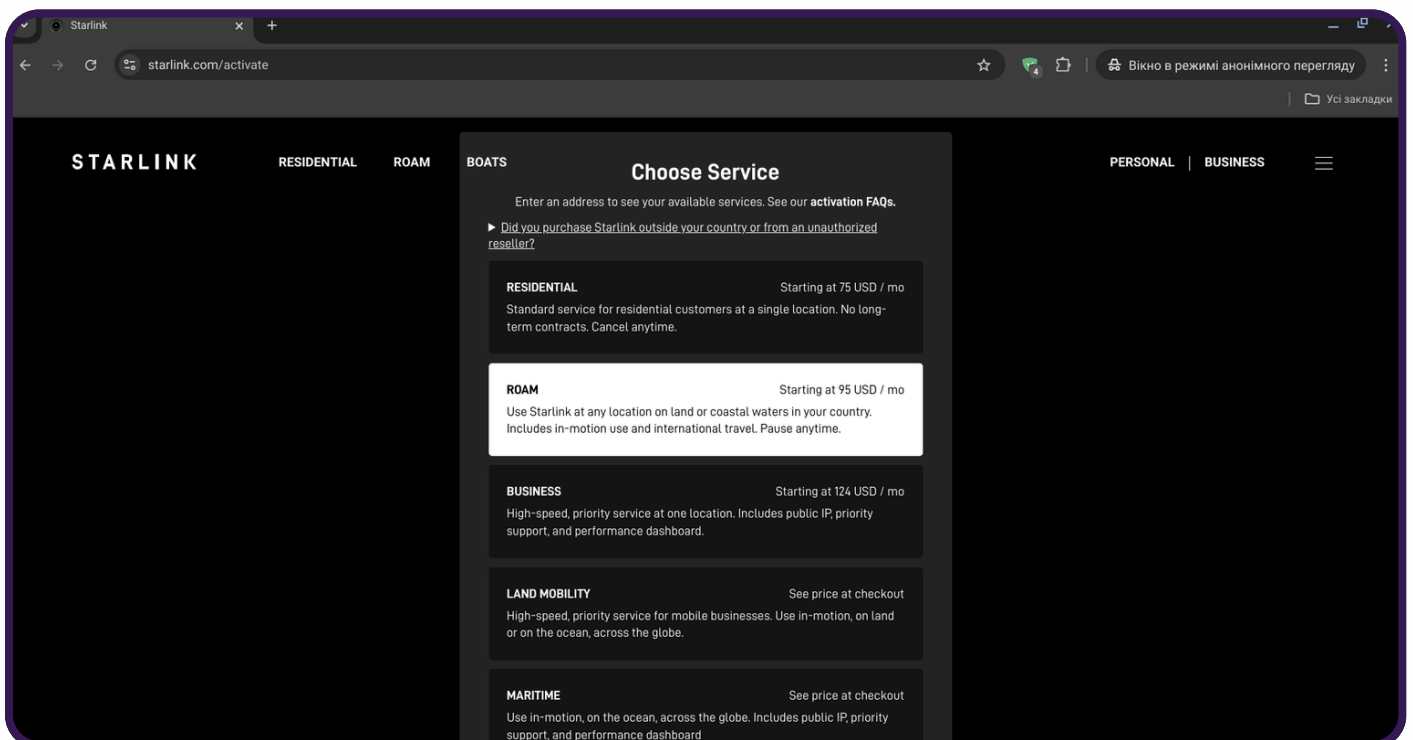 Starlink
starlink.com/activate
4
Вікно в режимі анонімного перегляду
Усі закладки
STARLINK
RESIDENTIAL
ROAM
BOATS
PERSONAL | BUSINESS
Choose Service
Enter an address to see your available services. See our activation FAQs.
Did you purchase Starlink outside your country or from an unauthorized
reseller?
RESIDENTIAL Starting at 75 USD / mo
Standard service for residential customers at a single location. No long-
term contracts. Cancel anytime.
ROAM Starting at 95 USD / mo
Use Starlink at any location on land or coastal waters in your country.
Includes in-motion use and international travel. Pause anytime.
BUSINESS Starting at 124 USD / mo
High-speed, priority service at one location. Includes public IP, priority
support, and performance dashboard.
LAND MOBILITY See price at checkout
High-speed, priority service for mobile businesses. Use in-motion, on land
or on the ocean, across the globe.
MARITIME See price at checkout
Use in-motion, on the ocean, across the globe. Includes public IP, priority
support, and performance dashboard